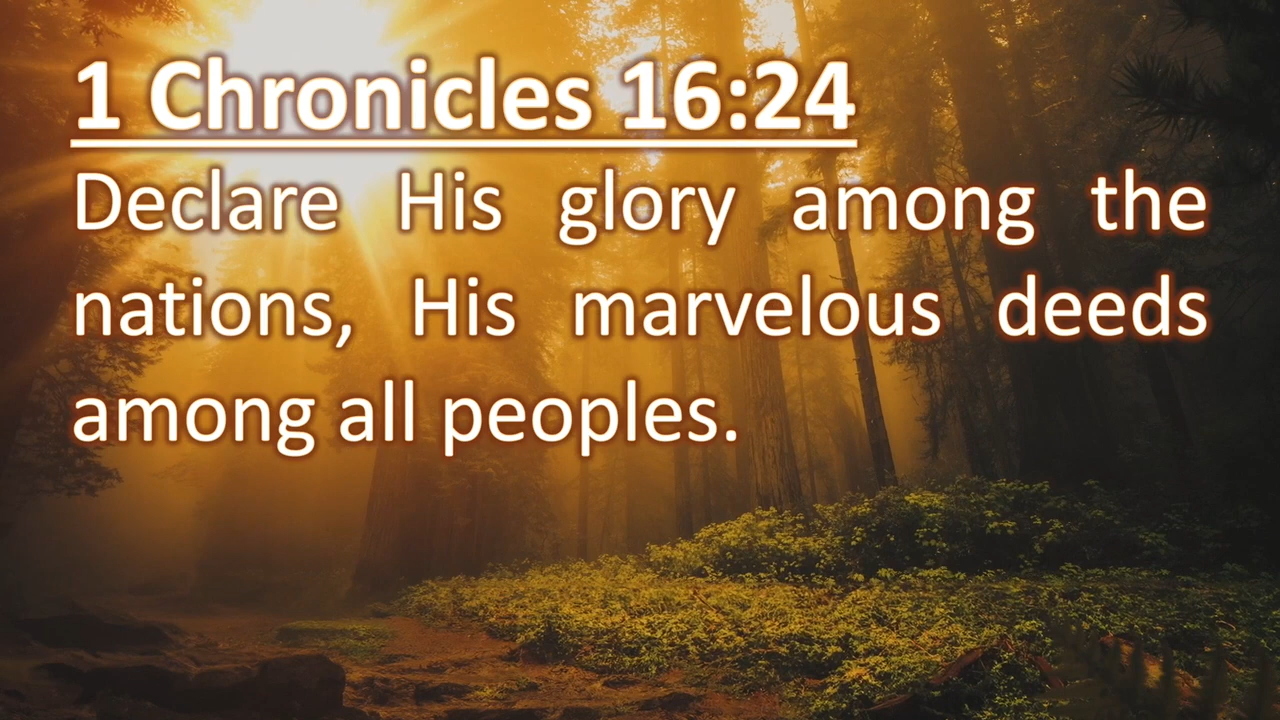 1 Chronicles 16:24
Declare His glory among the
nations, His marvelous deeds
among all peoples.